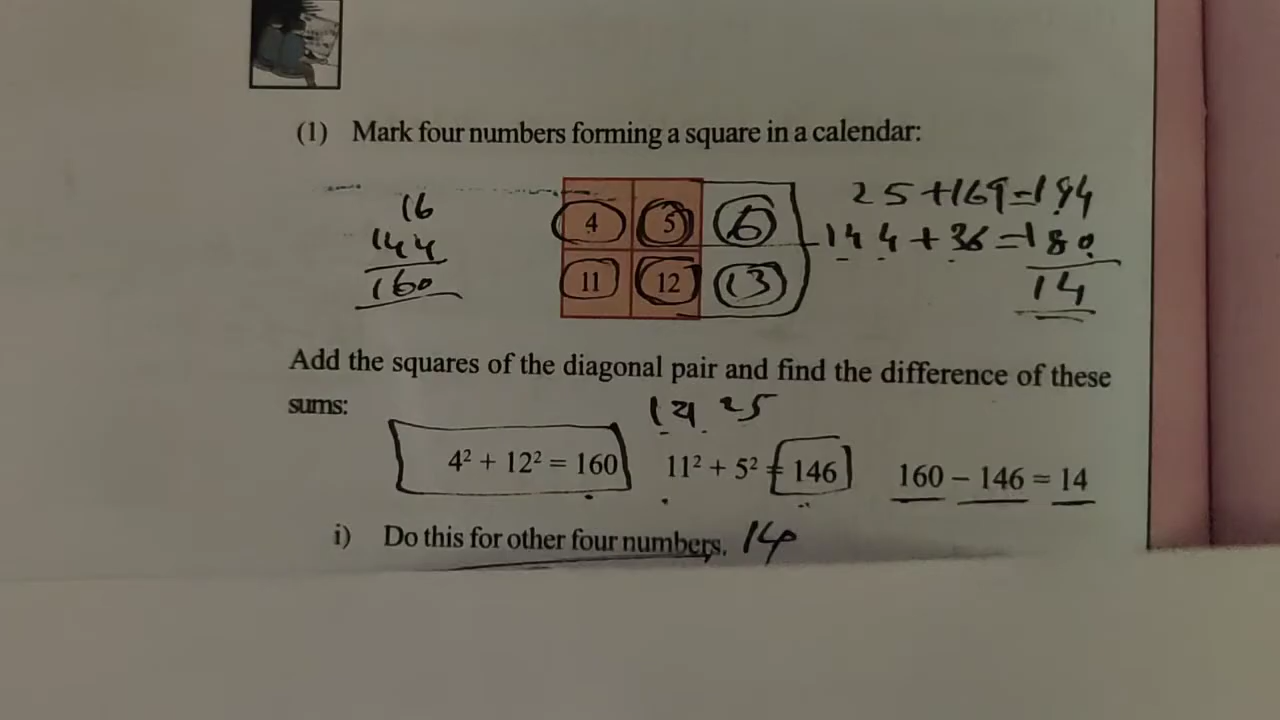 (1) Mark four numbers forming a square in a calendar:
16
144
160
4 5 6
11 12 13
25 + 169 = 194
144 + 36 = 180
14
Add the squares of the diagonal pair and find the difference of these
sums:
121 25
4² + 12² = 160 11² + 5² = 146 160 − 146 = 14
i) Do this for other four numbers. 14